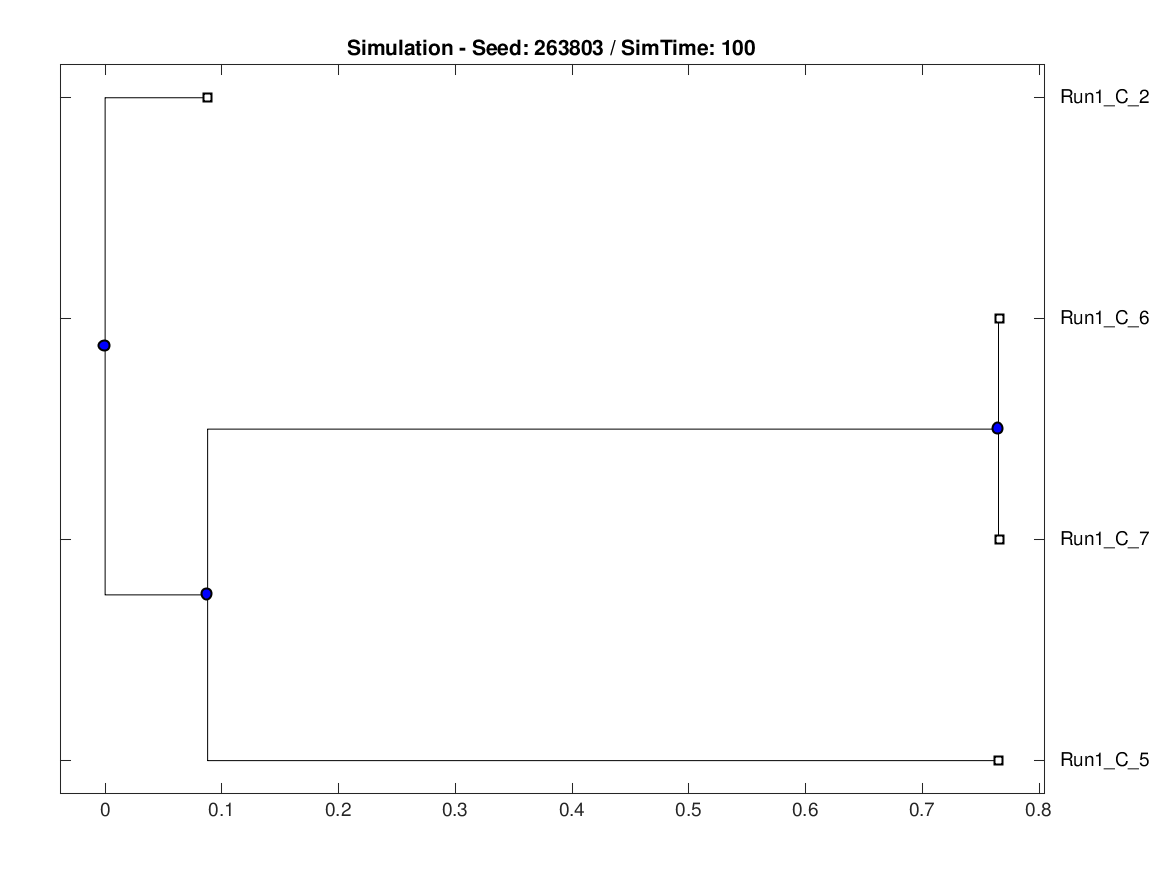 Simulation - Seed: 263803 / SimTime: 100
Run1_C_2
Run1_C_6
Run1_C_7
Run1_C_5
0 0.1 0.2 0.3 0.4 0.5 0.6 0.7 0.8